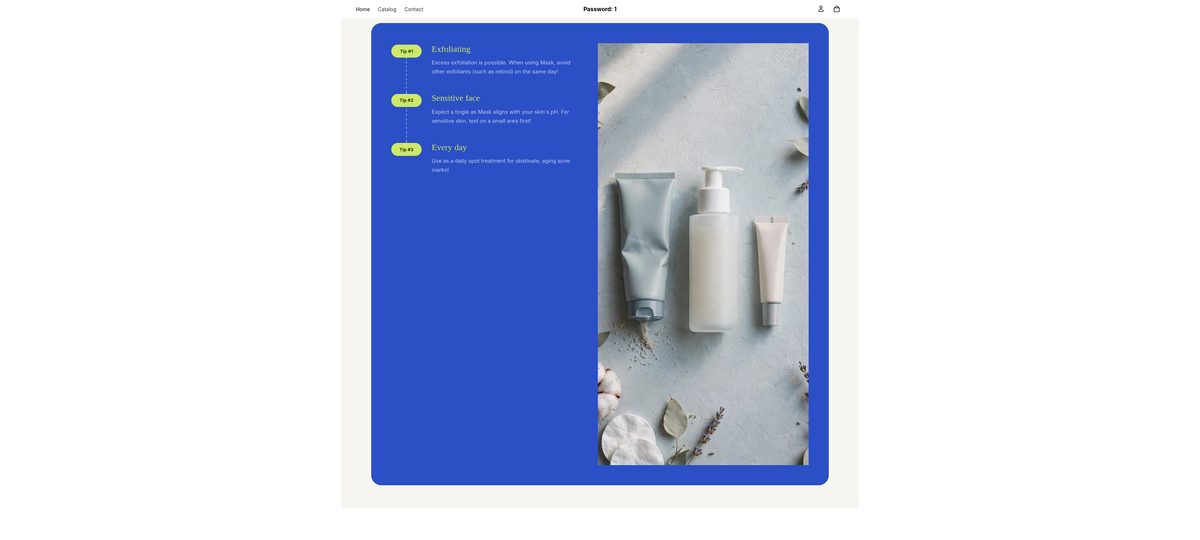 Home Catalog Contact Password: 1
Tip #1
Exfoliating
Excess exfoliation is possible. When using Mask, avoid
other exfoliants (such as retinol) on the same day!
Tip #2
Sensitive face
Expect a tingle as Mask aligns with your skin's pH. For
sensitive skin, test on a small area first!
Tip #3
Every day
Use as a daily spot treatment for obstinate, aging acne
marks!